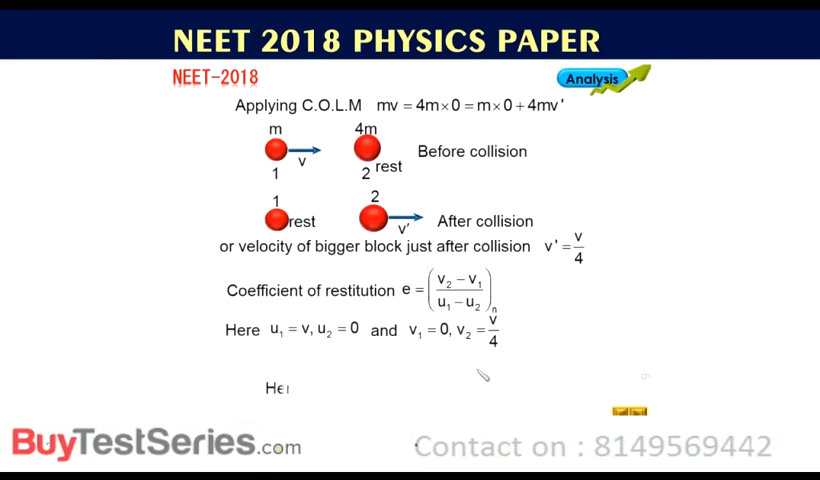 NEET 2018 PHYSICS PAPER
NEET-2018
Analysis
Applying C.O.L.M mv = 4m×0 = m×0 + 4mv'
m 4m
v
1 2 rest
Before collision
1 2
rest v'
After collision
or velocity of bigger block just after collision v' = v/4
Coefficient of restitution e = ((v₂ − v₁)/(u₁ − u₂))ₙ
Here u₁ = v, u₂ = 0 and v₁ = 0, v₂ = v/4
BuyTestSeries.com
Contact on : 8149569442